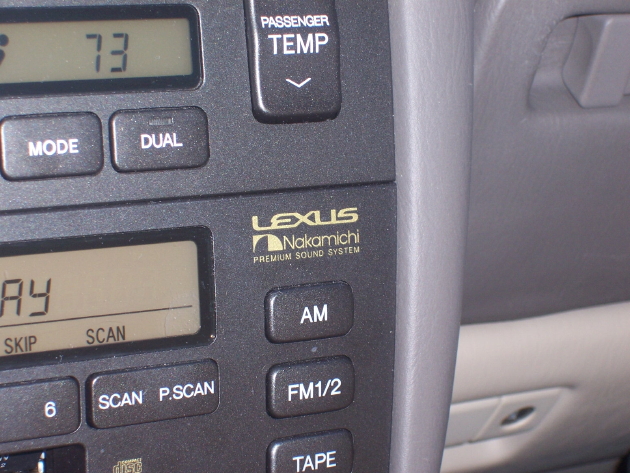 73
PASSENGER
TEMP
MODE
DUAL
LEXUS
Nakamichi
PREMIUM SOUND SYSTEM
AY
SKIP SCAN
AM
6
SCAN P.SCAN
FM1/2
TAPE
disc